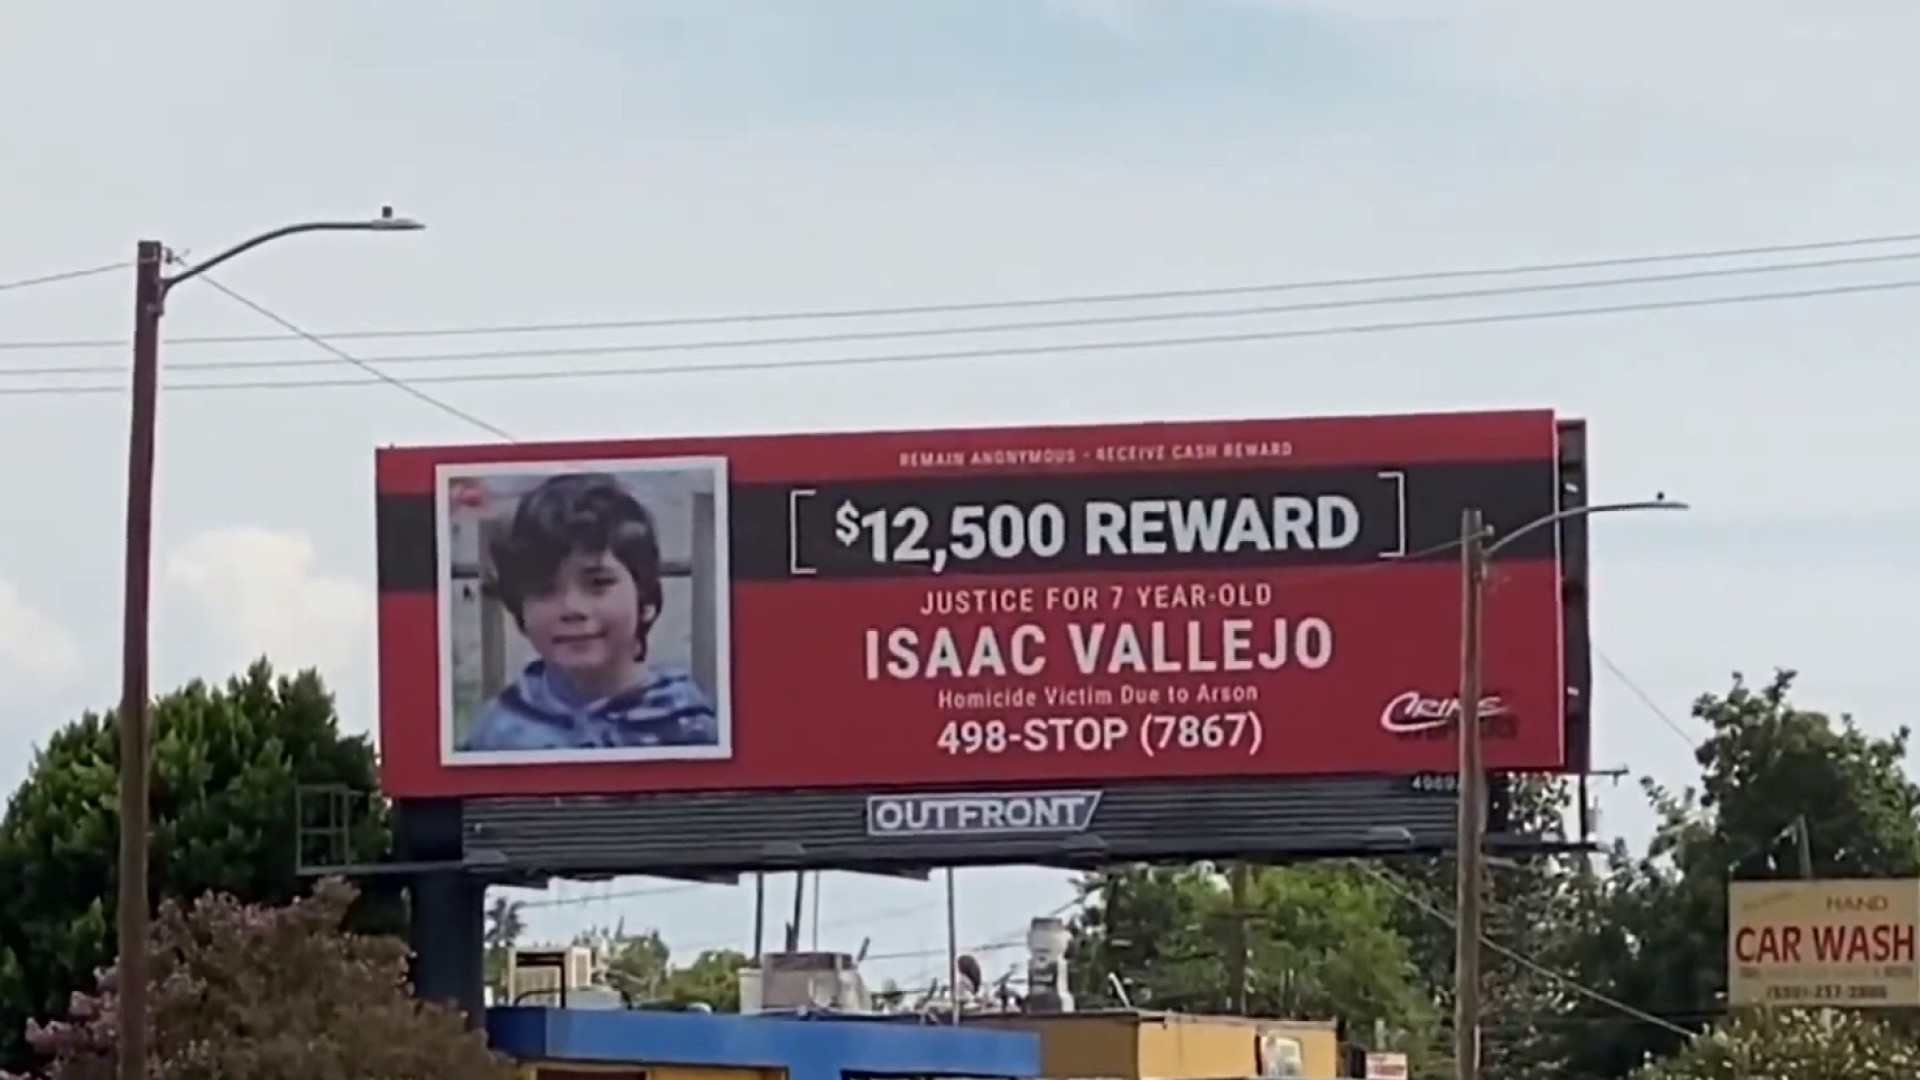 REMAIN ANONYMOUS - RECEIVE CASH REWARD
[$12,500 REWARD]
JUSTICE FOR 7 YEAR-OLD
ISAAC VALLEJO
Homicide Victim Due to Arson
498-STOP (7867)
CRIME
OUTFRONT
HAND
CAR WASH